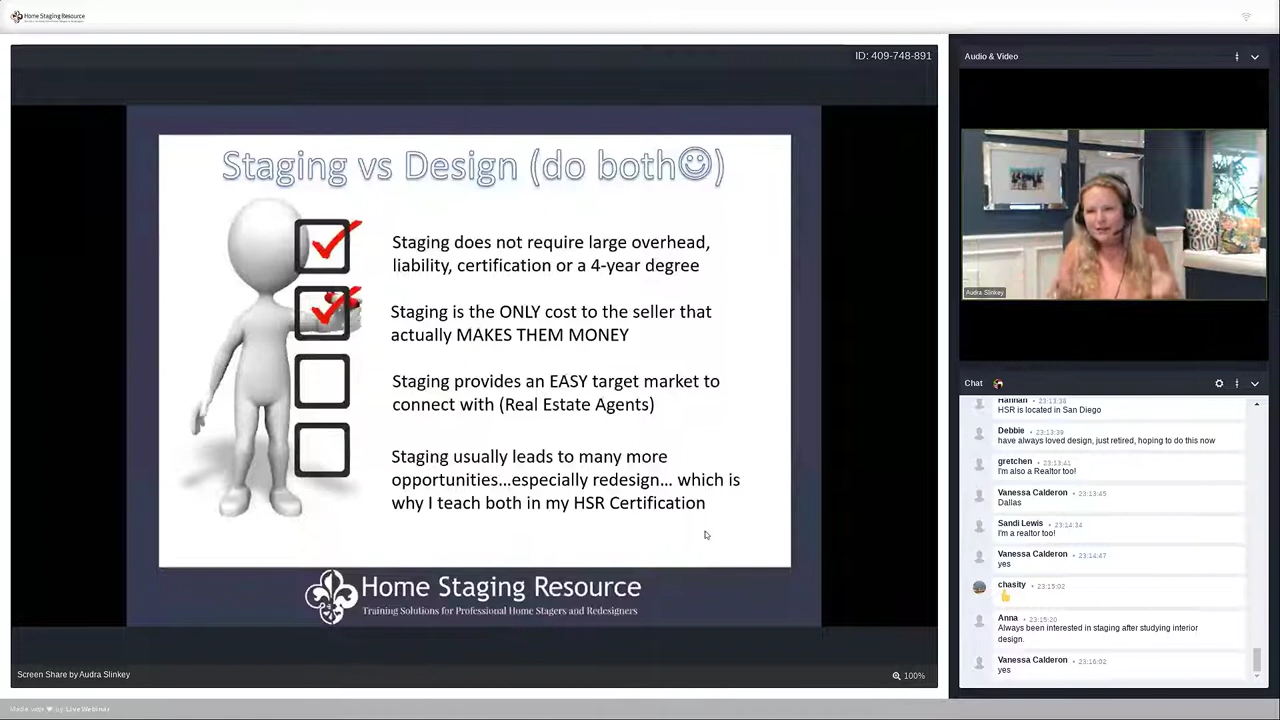 Home Staging Resource
ID: 409-748-891
Staging vs Design (do both☺)
Staging does not require large overhead,
liability, certification or a 4-year degree
Staging is the ONLY cost to the seller that
actually MAKES THEM MONEY
Staging provides an EASY target market to
connect with (Real Estate Agents)
Staging usually leads to many more
opportunities...especially redesign... which is
why I teach both in my HSR Certification
Home Staging Resource
Training Solutions for Professional Home Stagers and Redesigners
Screen Share by Audra Slinkey
100%
Made with ♥ by LiveWebinar
Audio & Video
Audra Slinkey
Chat
Hannah • 23:13:38
HSR is located in San Diego
Debbie • 23:13:39
have always loved design, just retired, hoping to do this now
gretchen • 23:13:41
I'm also a Realtor too!
Vanessa Calderon • 23:13:45
Dallas
Sandi Lewis • 23:14:34
I'm a realtor too!
Vanessa Calderon • 23:14:47
yes
chasity • 23:15:02
👍
Anna • 23:15:20
Always been interested in staging after studying interior
design.
Vanessa Calderon • 23:16:02
yes